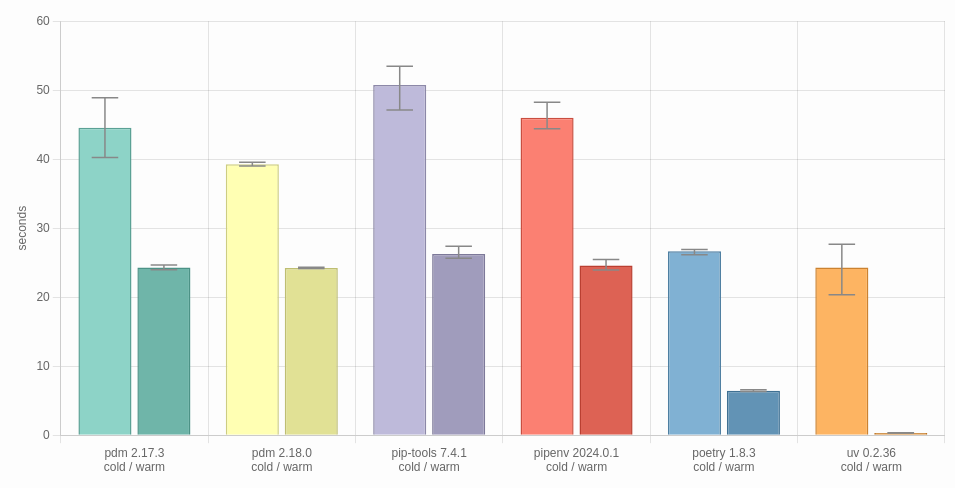 60
50
40
30
20
10
0
seconds
pdm 2.17.3
cold / warm
pdm 2.18.0
cold / warm
pip-tools 7.4.1
cold / warm
pipenv 2024.0.1
cold / warm
poetry 1.8.3
cold / warm
uv 0.2.36
cold / warm